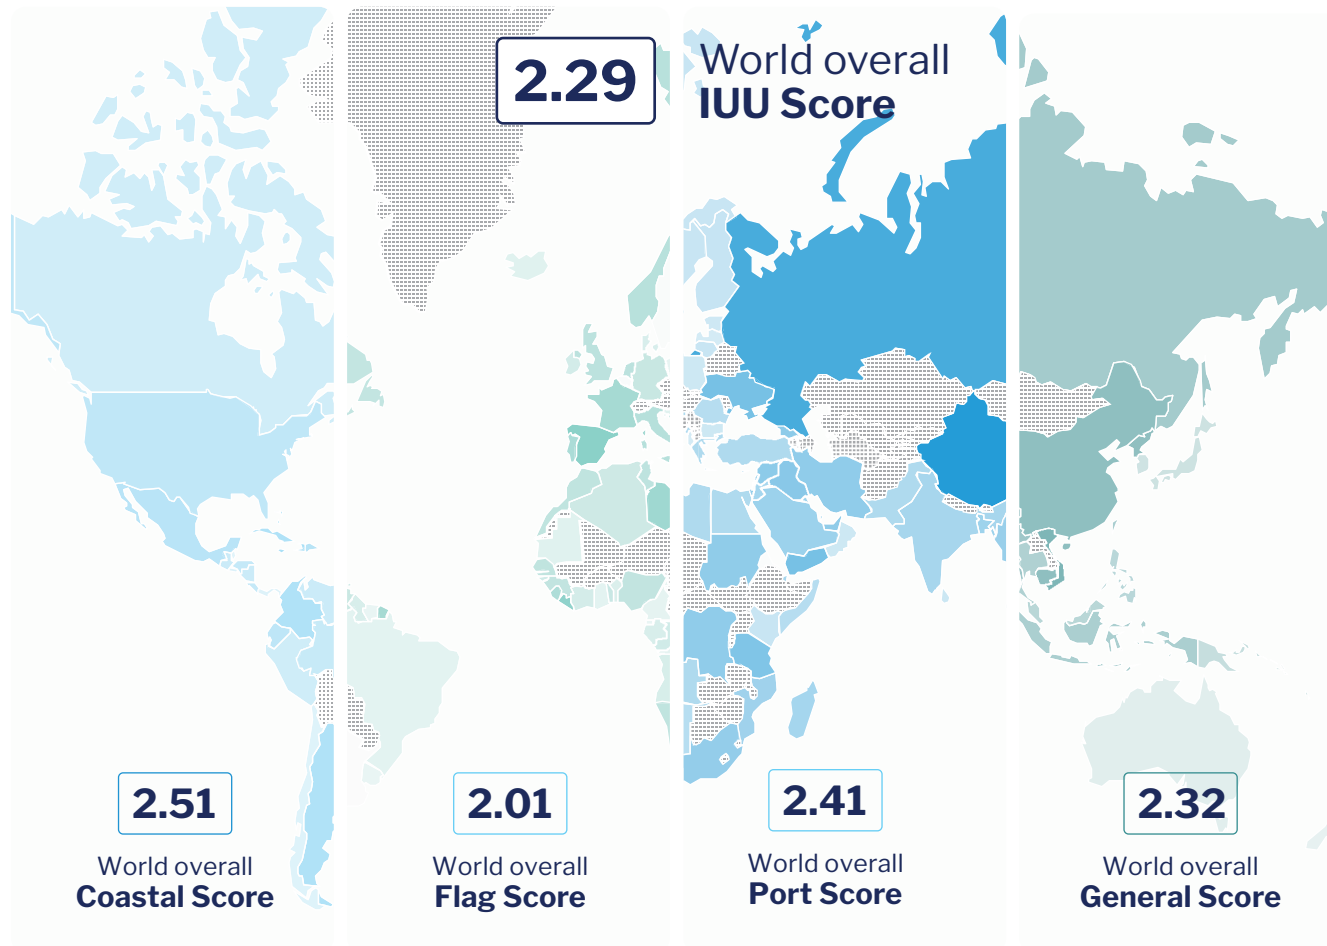 2.29
World overall
IUU Score
2.51
World overall
Coastal Score
2.01
World overall
Flag Score
2.41
World overall
Port Score
2.32
World overall
General Score